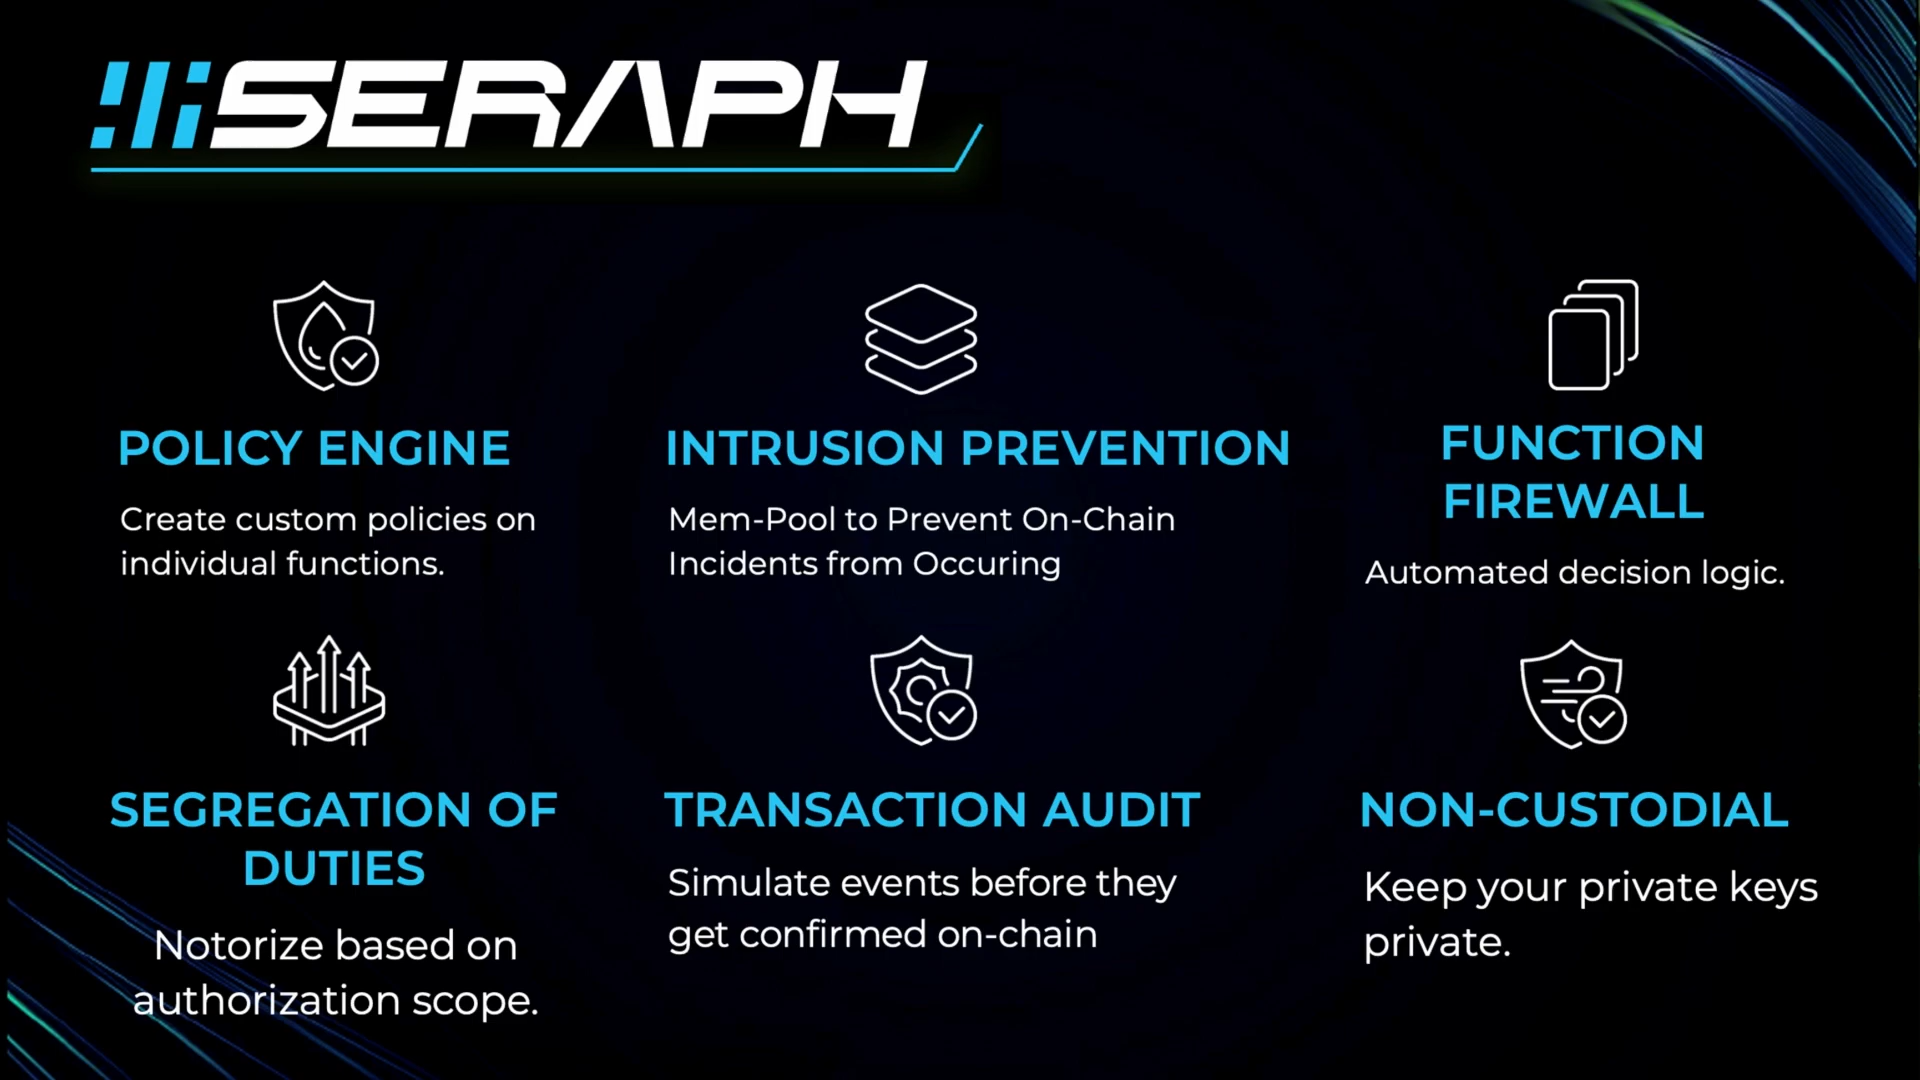 SERAPH
POLICY ENGINE
Create custom policies on
individual functions.
INTRUSION PREVENTION
Mem-Pool to Prevent On-Chain
Incidents from Occuring
FUNCTION
FIREWALL
Automated decision logic.
SEGREGATION OF
DUTIES
Notorize based on
authorization scope.
TRANSACTION AUDIT
Simulate events before they
get confirmed on-chain
NON-CUSTODIAL
Keep your private keys
private.